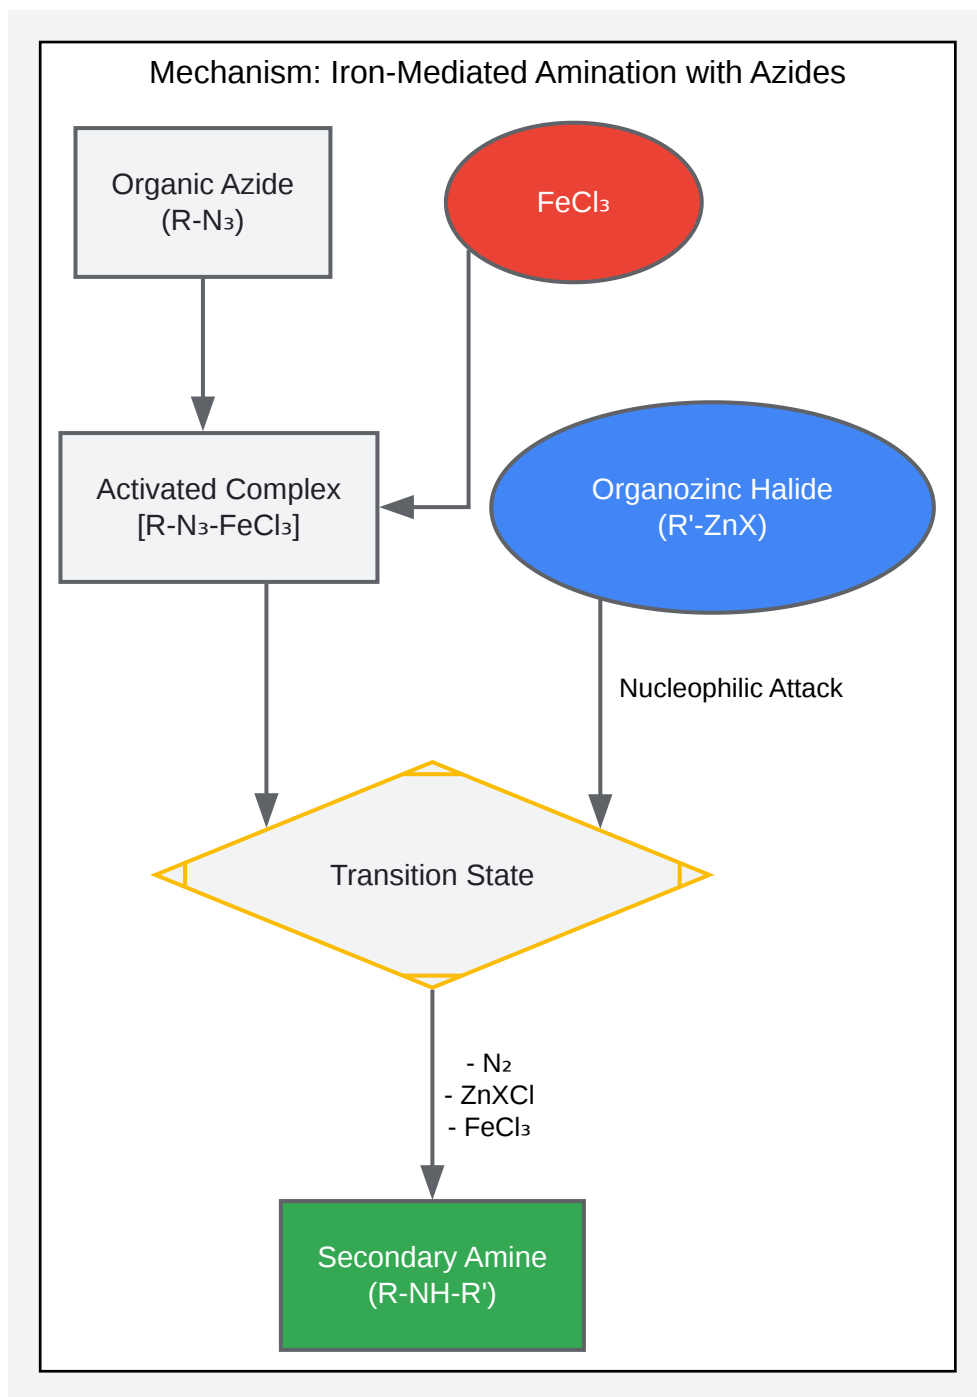 Mechanism: Iron-Mediated Amination with Azides
Organic Azide
(R-N₃)
FeCl₃
Activated Complex
[R-N₃-FeCl₃]
Organozinc Halide
(R'-ZnX)
Nucleophilic Attack
Transition State
- N₂
- ZnXCl
- FeCl₃
Secondary Amine
(R-NH-R')